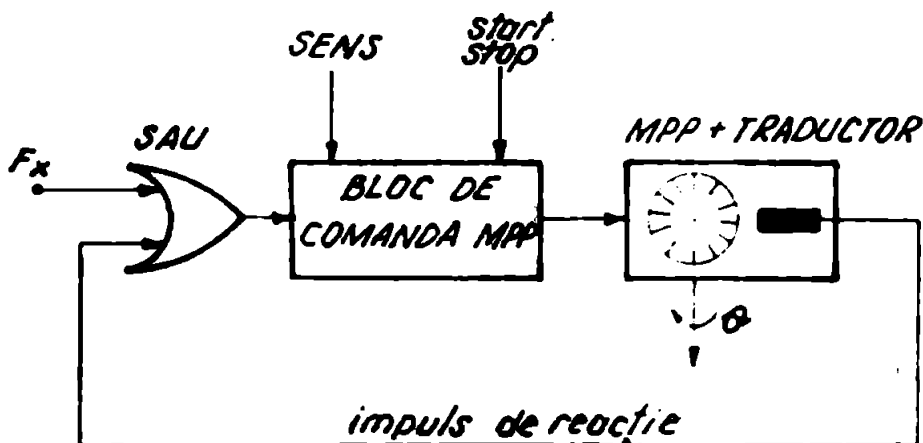 SENS
start
stop
SAU
MPP + TRADUCTOR
Fx
BLOC DE
COMANDA MPP
θ
impuls de reactie